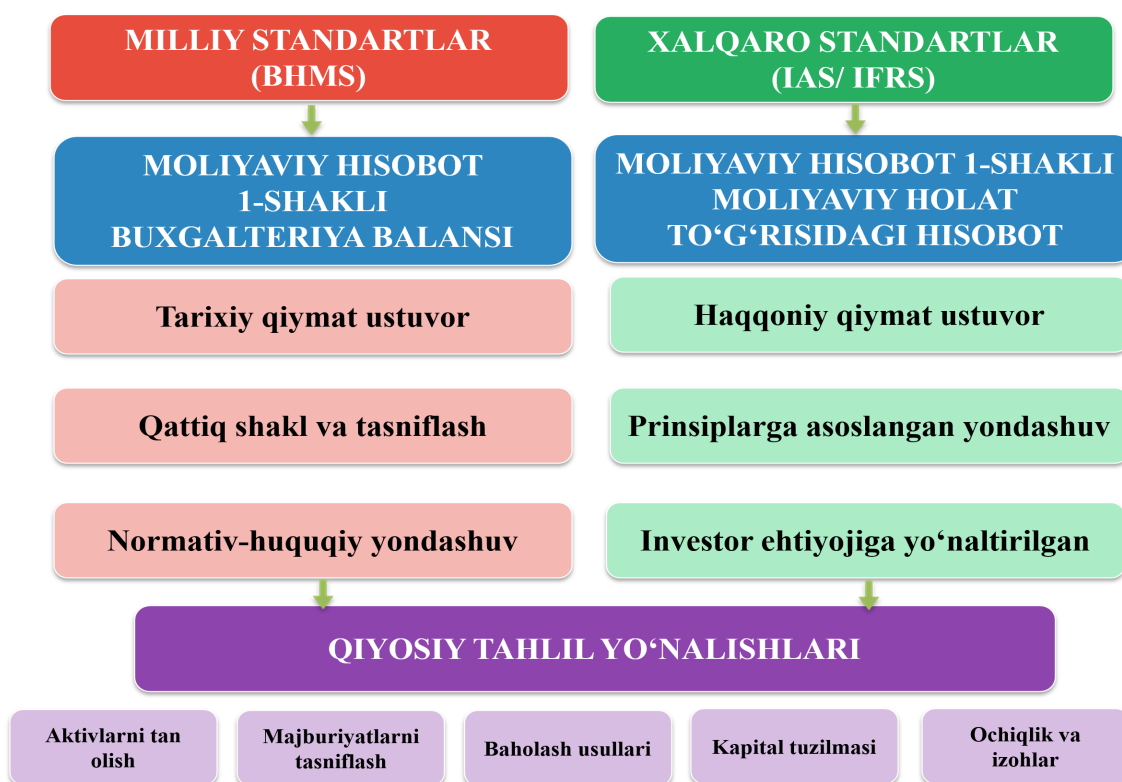 MILLIY STANDARTLAR
(BHMS)
XALQARO STANDARTLAR
(IAS/ IFRS)
MOLIYAVIY HISOBOT
1-SHAKLI
BUXGALTERIYA BALANSI
MOLIYAVIY HISOBOT 1-SHAKLI
MOLIYAVIY HOLAT
TO‘G‘RISIDAGI HISOBOT
Tarixiy qiymat ustuvor
Haqqoniy qiymat ustuvor
Qattiq shakl va tasniflash
Prinsiplarga asoslangan yondashuv
Normativ-huquqiy yondashuv
Investor ehtiyojiga yo‘naltirilgan
QIYOSIY TAHLIL YO‘NALISHLARI
Aktivlarni tan
olish
Majburiyatlarni
tasniflash
Baholash usullari
Kapital tuzilmasi
Ochiqlik va
izohlar